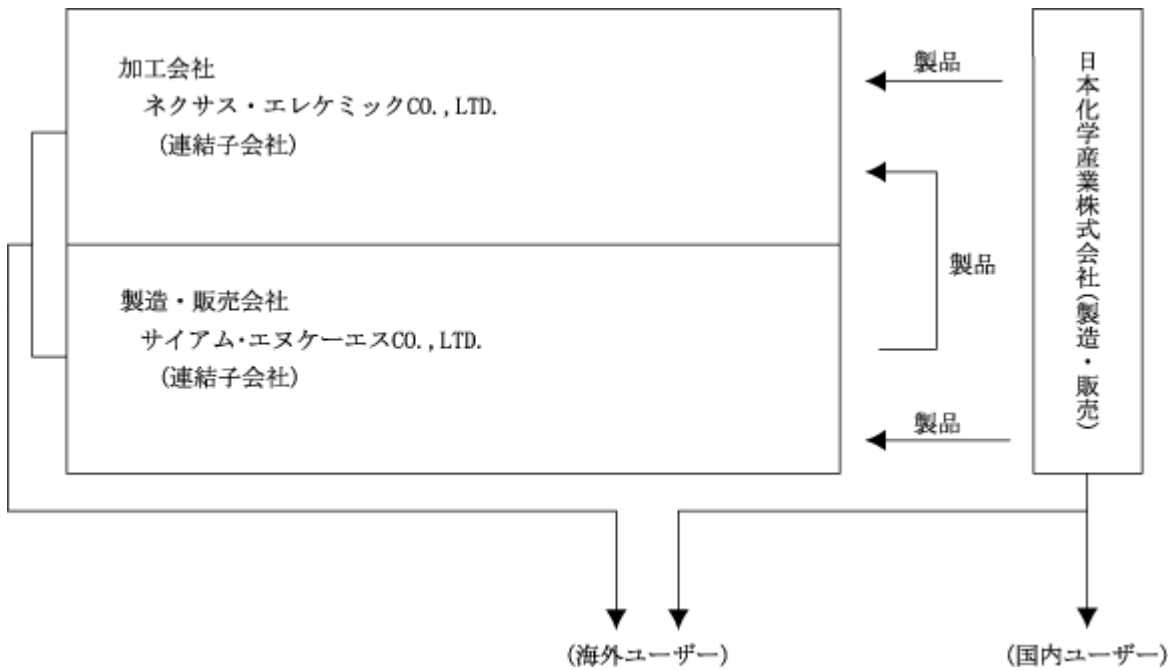 加工会社
ネクサス・エレケミックCO.,LTD.
(連結子会社)
製造・販売会社
サイアム・エヌケーエスCO.,LTD.
(連結子会社)
製品
製品
製品
日本化学産業株式会社(製造・販売)
(海外ユーザー)
(国内ユーザー)